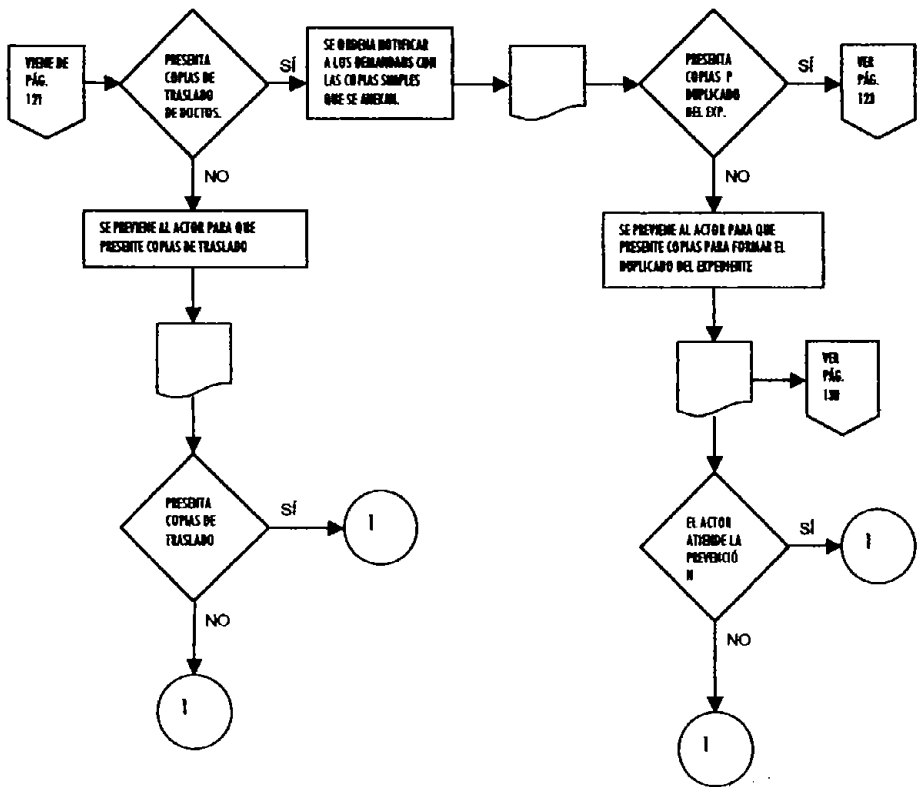 VIENE DE
PÁG.
121
PRESENTA
COPIAS DE
TRASLADO
DE DOCTOS.
SÍ
SE ORDENA NOTIFICAR
A LOS DEMANDADOS CON
LAS COPIAS SIMPLES
QUE SE ANEXAN.
PRESENTA
COPIAS P
DUPLICADO
DEL EXP.
SÍ
VER
PÁG.
123
NO
NO
SE PREVIENE AL ACTOR PARA QUE
PRESENTE COPIAS DE TRASLADO
SE PREVIENE AL ACTOR PARA QUE
PRESENTE COPIAS PARA FORMAR EL
DUPLICADO DEL EXPEDIENTE
VER
PÁG.
PRESENTA
COPIAS DE
TRASLADO
SÍ
1
EL ACTOR
ATIENDE LA
PREVENCIÓ
N
SÍ
1
NO
NO
1
1